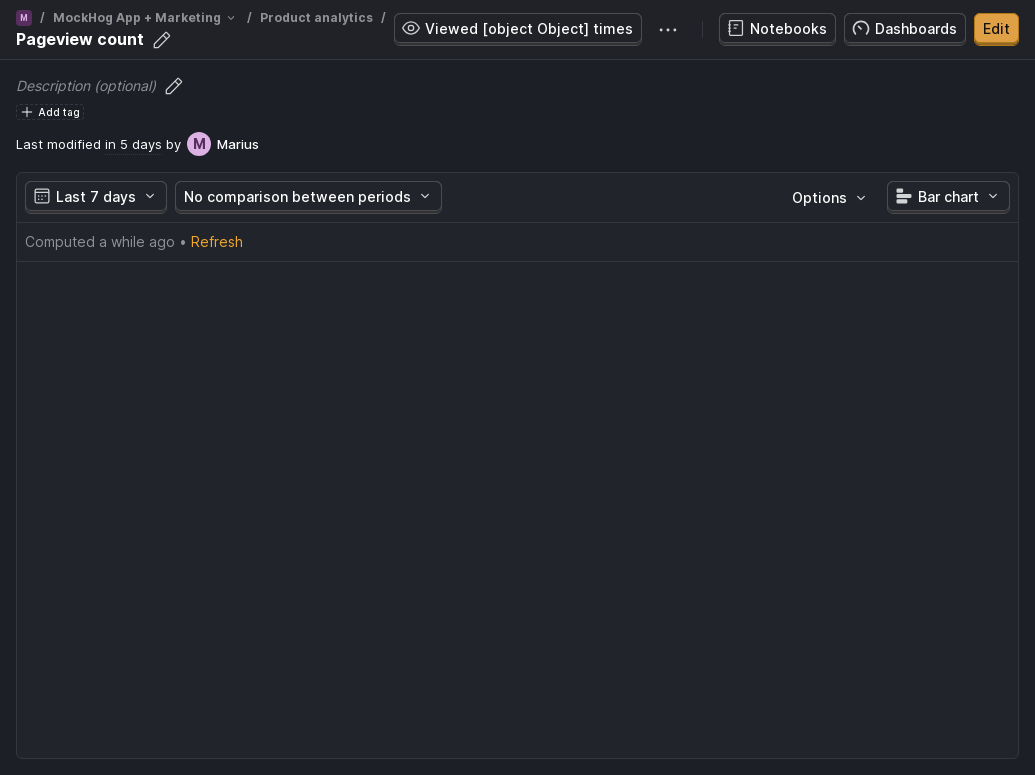 M / MockHog App + Marketing / Product analytics /
Pageview count
Viewed [object Object] times
Notebooks
Dashboards
Edit
Description (optional)
Add tag
Last modified in 5 days by M Marius
Last 7 days
No comparison between periods
Options
Bar chart
Computed a while ago • Refresh